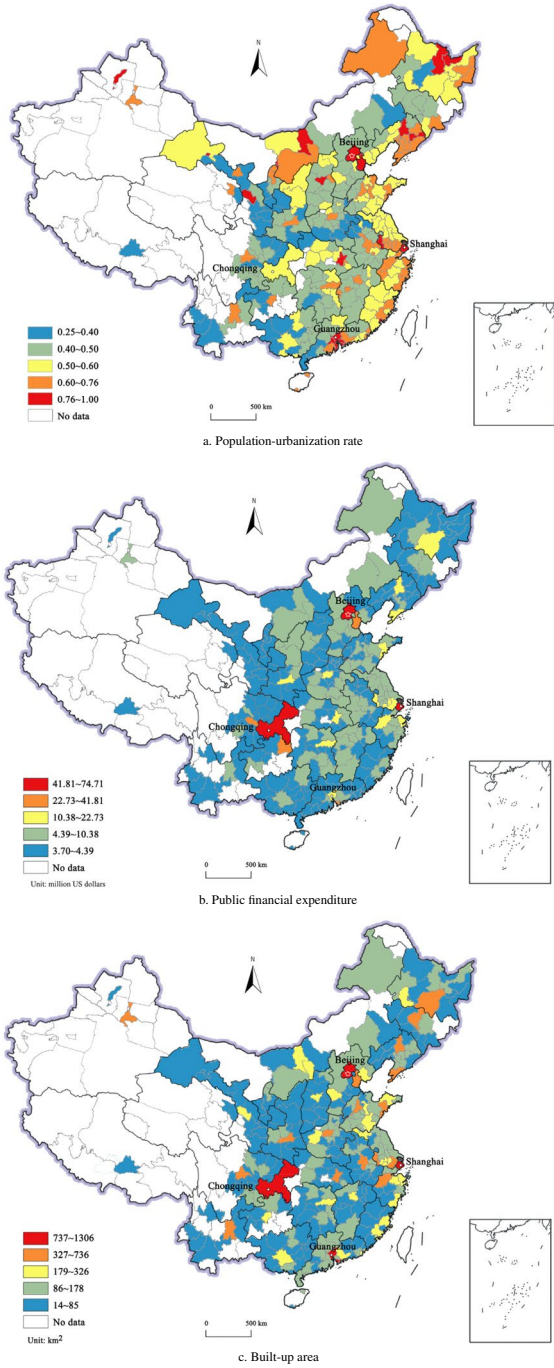 N
Beijing
Shanghai
Chongqing
Guangzhou
0.25~0.40
0.40~0.50
0.50~0.60
0.60~0.76
0.76~1.00
No data
0 500 km
a. Population-urbanization rate
N
Beijing
Shanghai
Chongqing
Guangzhou
41.81~74.71
22.73~41.81
10.38~22.73
4.39~10.38
3.70~4.39
No data
Unit: million US dollars
0 500 km
b. Public financial expenditure
N
Beijing
Shanghai
Chongqing
Guangzhou
737~1306
327~736
179~326
86~178
14~85
No data
Unit: km²
0 500 km
c. Built-up area